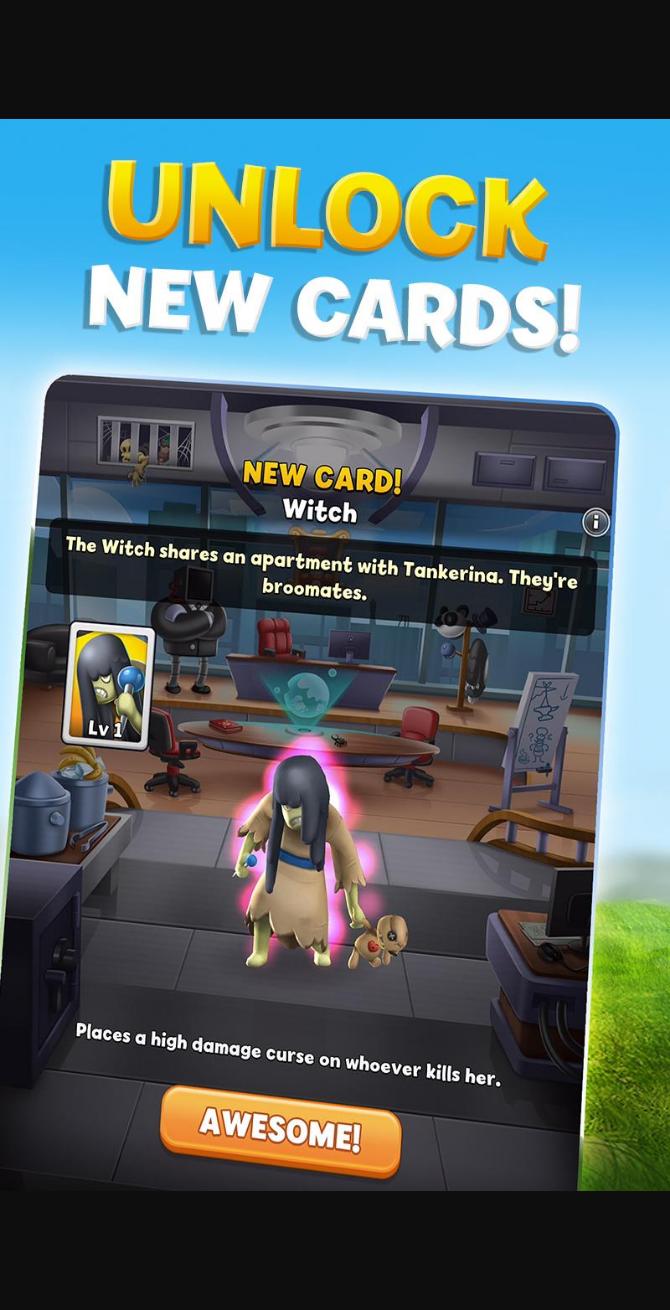 UNLOCK
NEW CARDS!
NEW CARD!
Witch
i
The Witch shares an apartment with Tankerina. They're
broomates.
Lv 1
Places a high damage curse on whoever kills her.
AWESOME!